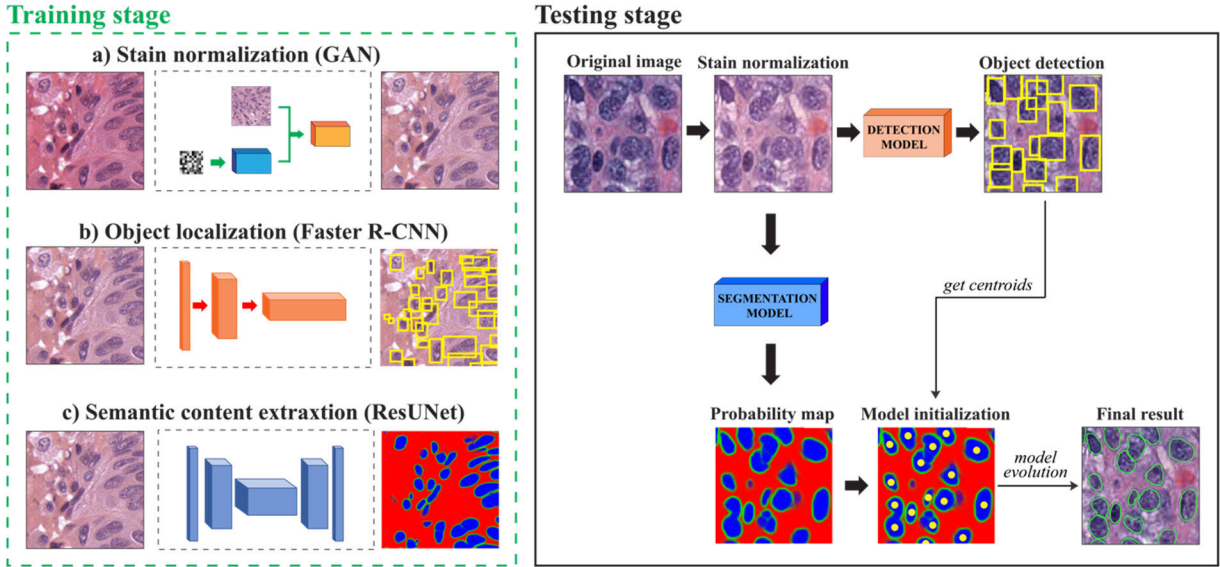 Training stage
a) Stain normalization (GAN)
b) Object localization (Faster R-CNN)
c) Semantic content extraxtion (ResUNet)
Testing stage
Original image
Stain normalization
Object detection
DETECTION
MODEL
SEGMENTATION
MODEL
get centroids
Probability map
Model initialization
Final result
model
evolution